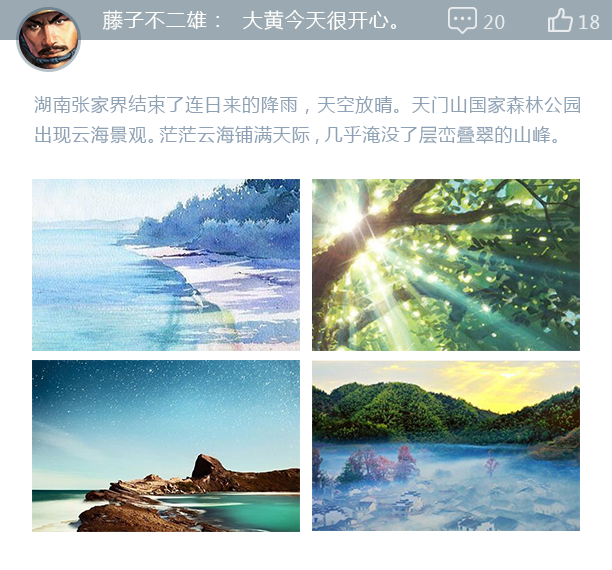 藤子不二雄： 大黄今天很开心。 20 18
湖南张家界结束了连日来的降雨，天空放晴。天门山国家森林公园
出现云海景观。茫茫云海铺满天际，几乎淹没了层峦叠翠的山峰。